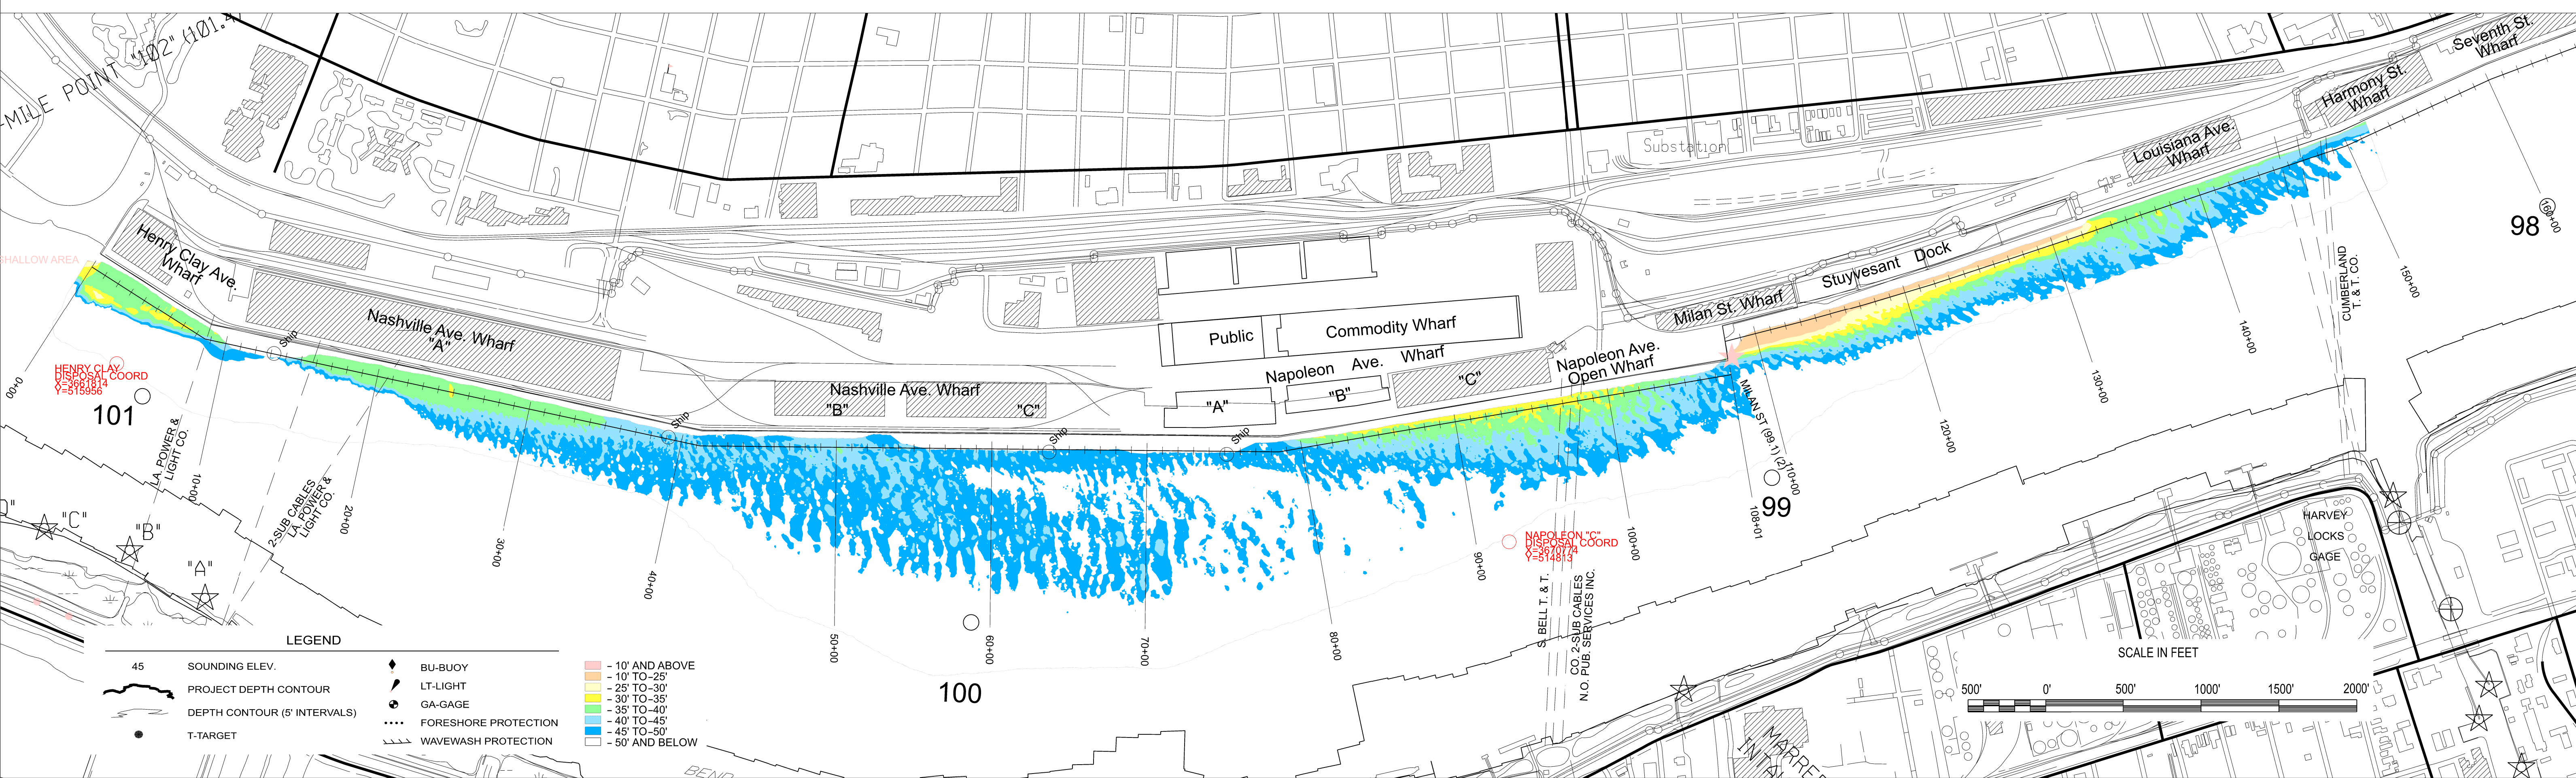 -MILE POINT "102" (101.4
Seventh St.
Wharf
Harmony St.
Wharf
Substation
Louisiana Ave.
Wharf
Stuyvesant Dock
Milan St. Wharf
98
160+00
150+00
CUMBERLAND
T. & T. CO.
140+00
130+00
120+00
SHALLOW AREA
Henry Clay Ave.
Wharf
Nashville Ave. Wharf
"A"
Ship
Public
Commodity Wharf
Napoleon Ave. Wharf
"A"
"B"
"C"
Napoleon Ave.
Open Wharf
Nashville Ave. Wharf
"B"
"C"
Ship
Ship
Ship
MILAN ST (99.1) (2)
110+00
99
108+01
00+0
HENRY CLAY
DISPOSAL COORD
X=3661814
Y=515956
101
LA. POWER &
LIGHT CO.
10+00
2-SUB CABLES
LA. POWER &
LIGHT CO.
20+00
30+00
40+00
50+00
60+00
70+00
80+00
90+00
100+00
NAPOLEON "C"
DISPOSAL COORD
X=3670774
Y=514813
S. BELL T. & T.
CO. 2-SUB CABLES
N.O. PUB. SERVICES INC.
HARVEY
LOCKS
GAGE
D"
"C"
"B"
"A"
100
LEGEND
45 SOUNDING ELEV.
PROJECT DEPTH CONTOUR
DEPTH CONTOUR (5' INTERVALS)
T-TARGET
BU-BUOY
LT-LIGHT
GA-GAGE
FORESHORE PROTECTION
WAVEWASH PROTECTION
– 10' AND ABOVE
– 10' TO–25'
– 25' TO–30'
– 30' TO–35'
– 35' TO–40'
– 40' TO–45'
– 45' TO–50'
– 50' AND BELOW
SCALE IN FEET
500' 0' 500' 1000' 1500' 2000'
BEND
MARRER